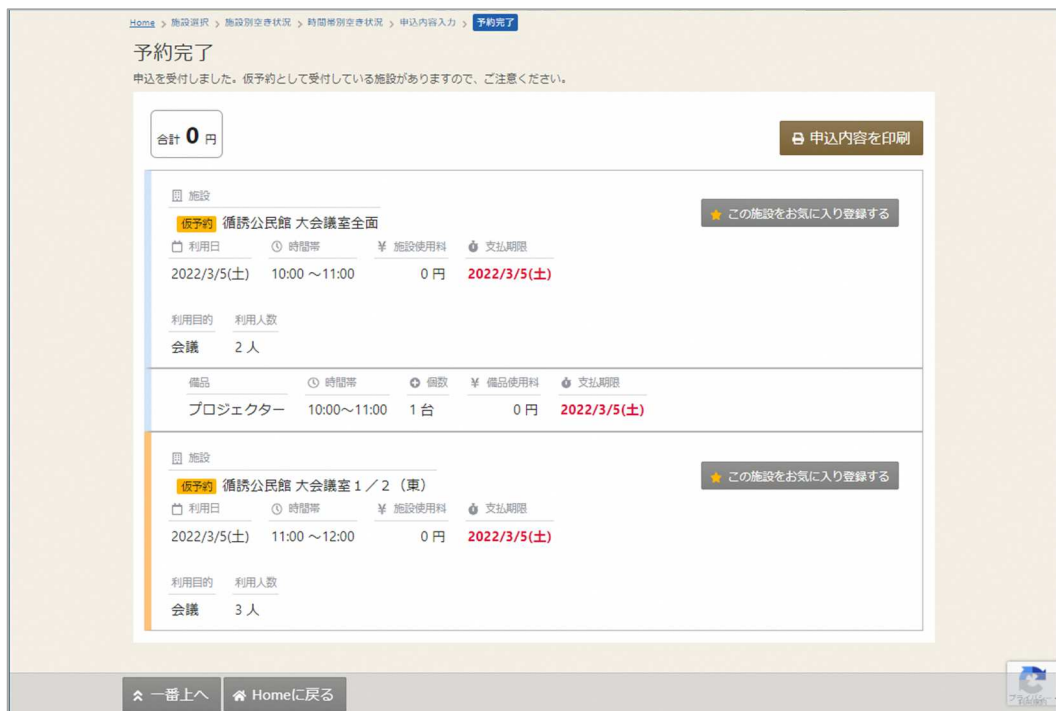 Home > 施設選択 > 施設別空き状況 > 時間帯別空き状況 > 申込内容入力 > 予約完了
予約完了
申込を受付しました。仮予約として受付している施設がありますので、ご注意ください。
合計 0 円
申込内容を印刷
施設
この施設をお気に入り登録する
仮予約 循誘公民館 大会議室全面
利用日 時間帯 ¥ 施設使用料 支払期限
2022/3/5(土) 10:00 ～11:00 0 円 2022/3/5(土)
利用目的 利用人数
会議 2 人
備品 時間帯 個数 ¥ 備品使用料 支払期限
プロジェクター 10:00～11:00 1 台 0 円 2022/3/5(土)
施設
この施設をお気に入り登録する
仮予約 循誘公民館 大会議室１／２（東）
利用日 時間帯 ¥ 施設使用料 支払期限
2022/3/5(土) 11:00 ～12:00 0 円 2022/3/5(土)
利用目的 利用人数
会議 3 人
一番上へ
Homeに戻る
プライバシー
利用規約